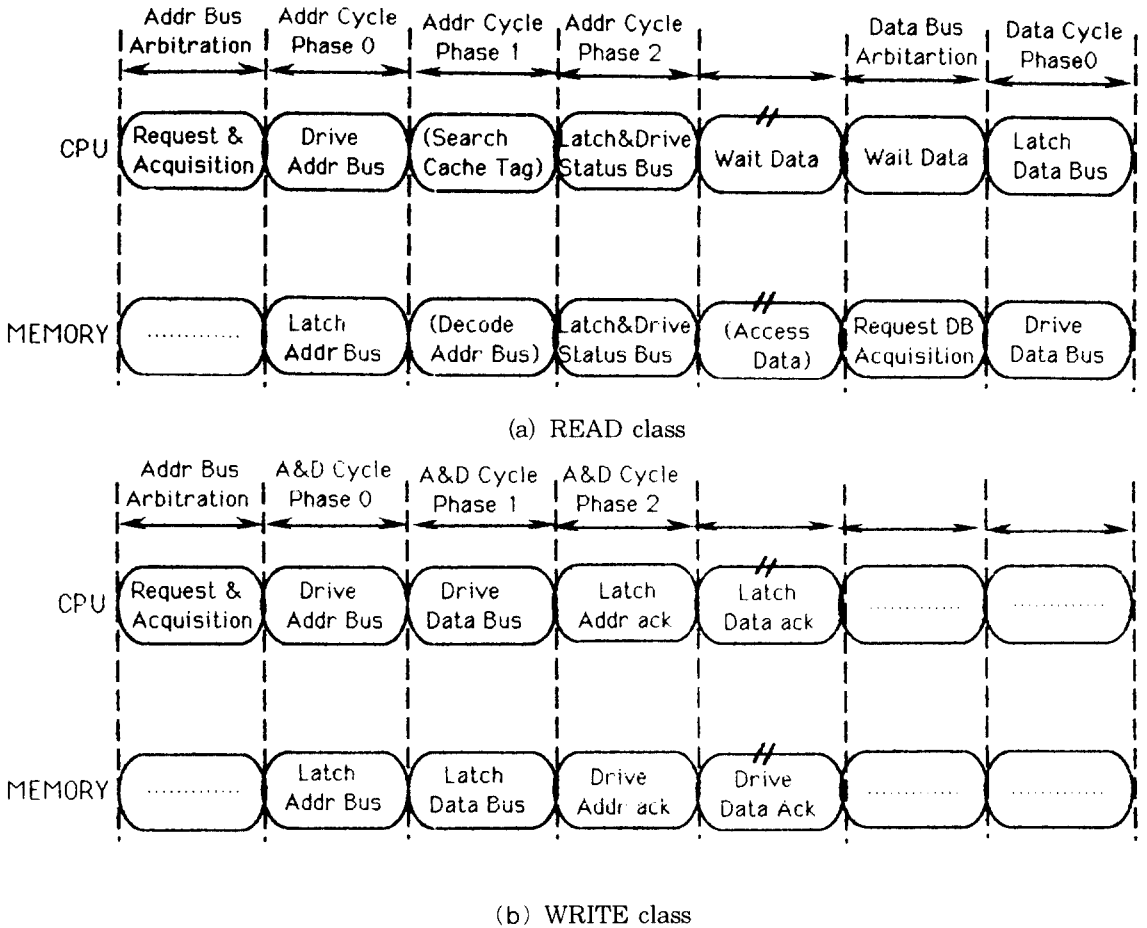 Addr Bus Addr Cycle Addr Cycle Addr Cycle Data Bus Data Cycle
Arbitration Phase 0 Phase 1 Phase 2 Arbitartion Phase0
CPU
Request & Acquisition
Drive Addr Bus
(Search Cache Tag)
Latch&Drive Status Bus
Wait Data
Wait Data
Latch Data Bus
MEMORY
............
Latch Addr Bus
(Decode Addr Bus)
Latch&Drive Status Bus
(Access Data)
Request DB Acquisition
Drive Data Bus
(a) READ class
Addr Bus A&D Cycle A&D Cycle A&D Cycle
Arbitration Phase 0 Phase 1 Phase 2
CPU
Request & Acquisition
Drive Addr Bus
Drive Data Bus
Latch Addr ack
Latch Data ack
............
............
MEMORY
............
Latch Addr Bus
Latch Data Bus
Drive Addr ack
Drive Data Ack
............
............
(b) WRITE class